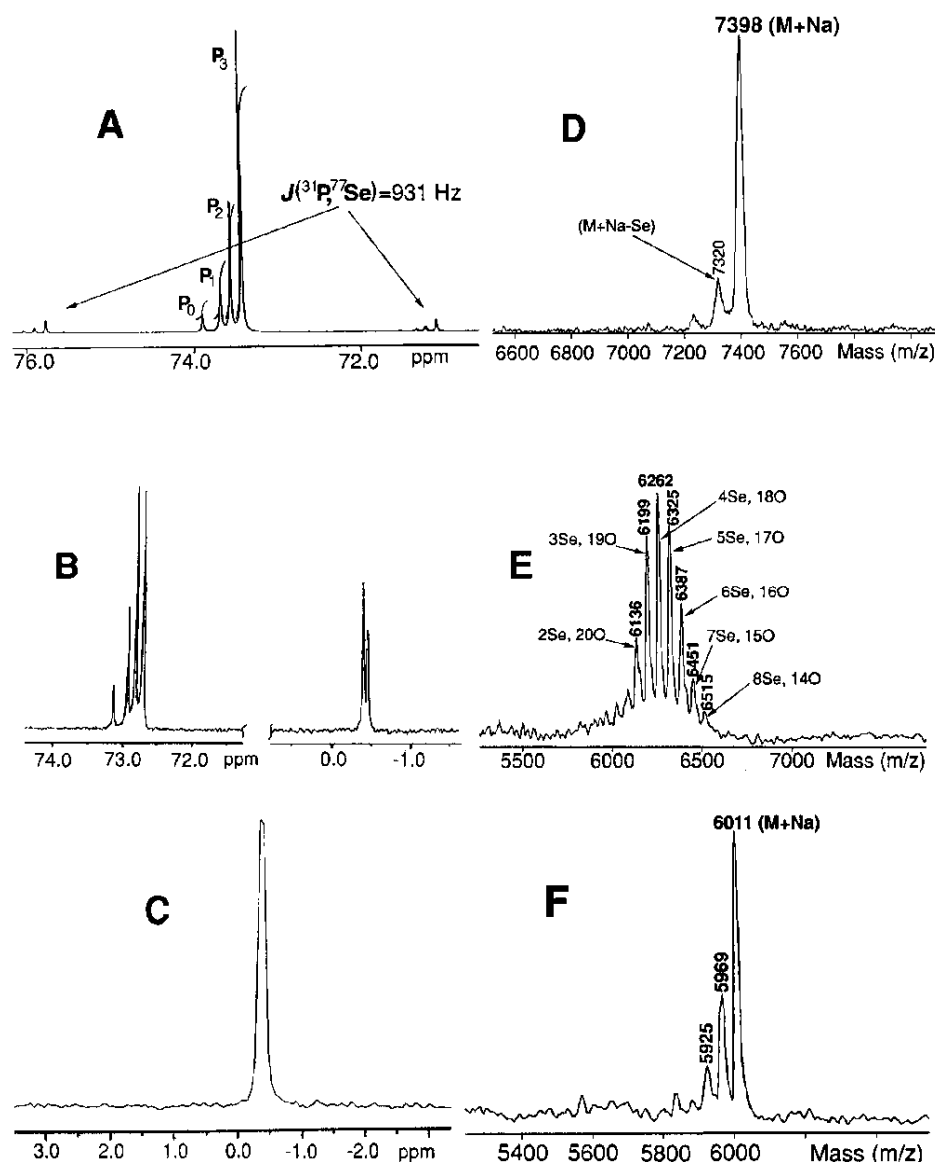 A
P3
P2
P1
P0
J(31P,77Se)=931 Hz
76.0 74.0 72.0 ppm
D
7398 (M+Na)
(M+Na-Se)
7320
6600 6800 7000 7200 7400 7600 Mass (m/z)
B
74.0 73.0 72.0 ppm 0.0 -1.0
E
6262
6199
6325
6136
6387
6451
6515
4Se, 18O
3Se, 19O
5Se, 17O
6Se, 16O
2Se, 20O
7Se, 15O
8Se, 14O
5500 6000 6500 7000 Mass (m/z)
C
3.0 2.0 1.0 0.0 -1.0 -2.0 ppm
F
6011 (M+Na)
5969
5925
5400 5600 5800 6000 Mass (m/z)